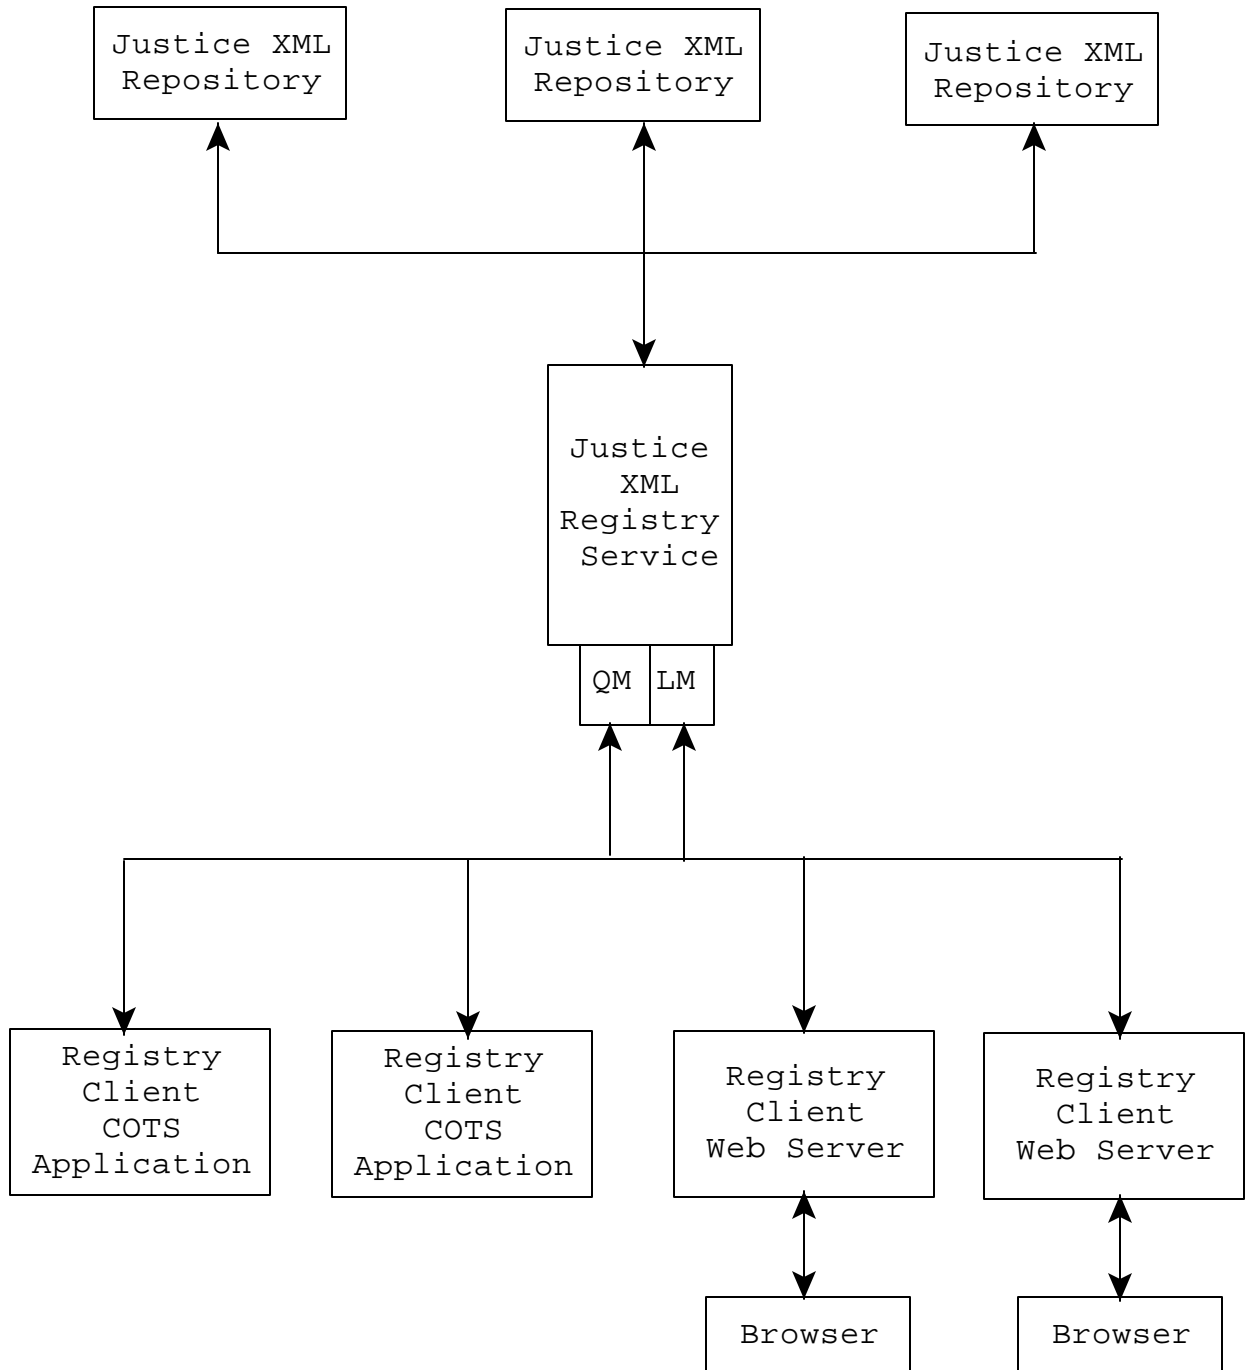 Justice XML
Repository
Justice XML
Repository
Justice XML
Repository
Justice
XML
Registry
Service
QM
LM
Registry
Client
COTS
Application
Registry
Client
COTS
Application
Registry
Client
Web Server
Registry
Client
Web Server
Browser
Browser